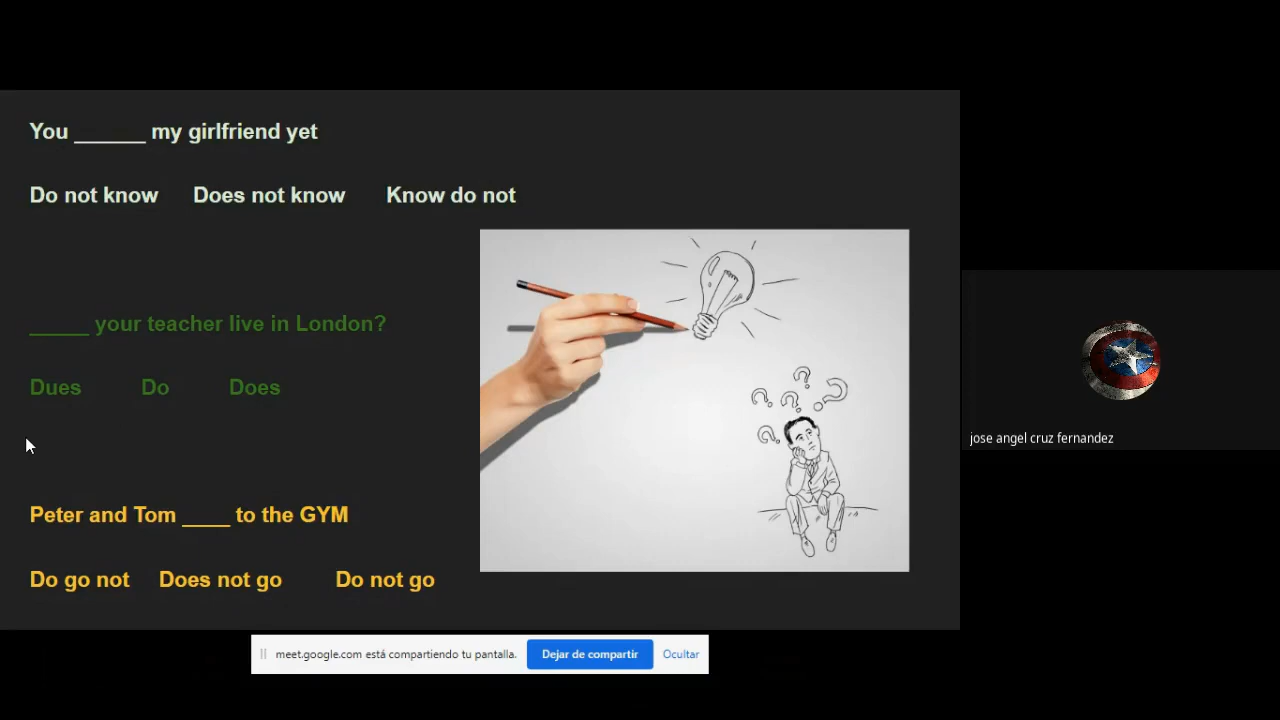 You ______ my girlfriend yet
Do not know Does not know Know do not
_____ your teacher live in London?
Dues Do Does
Peter and Tom ____ to the GYM
Do go not Does not go Do not go
jose angel cruz fernandez
meet.google.com está compartiendo tu pantalla. Dejar de compartir Ocultar